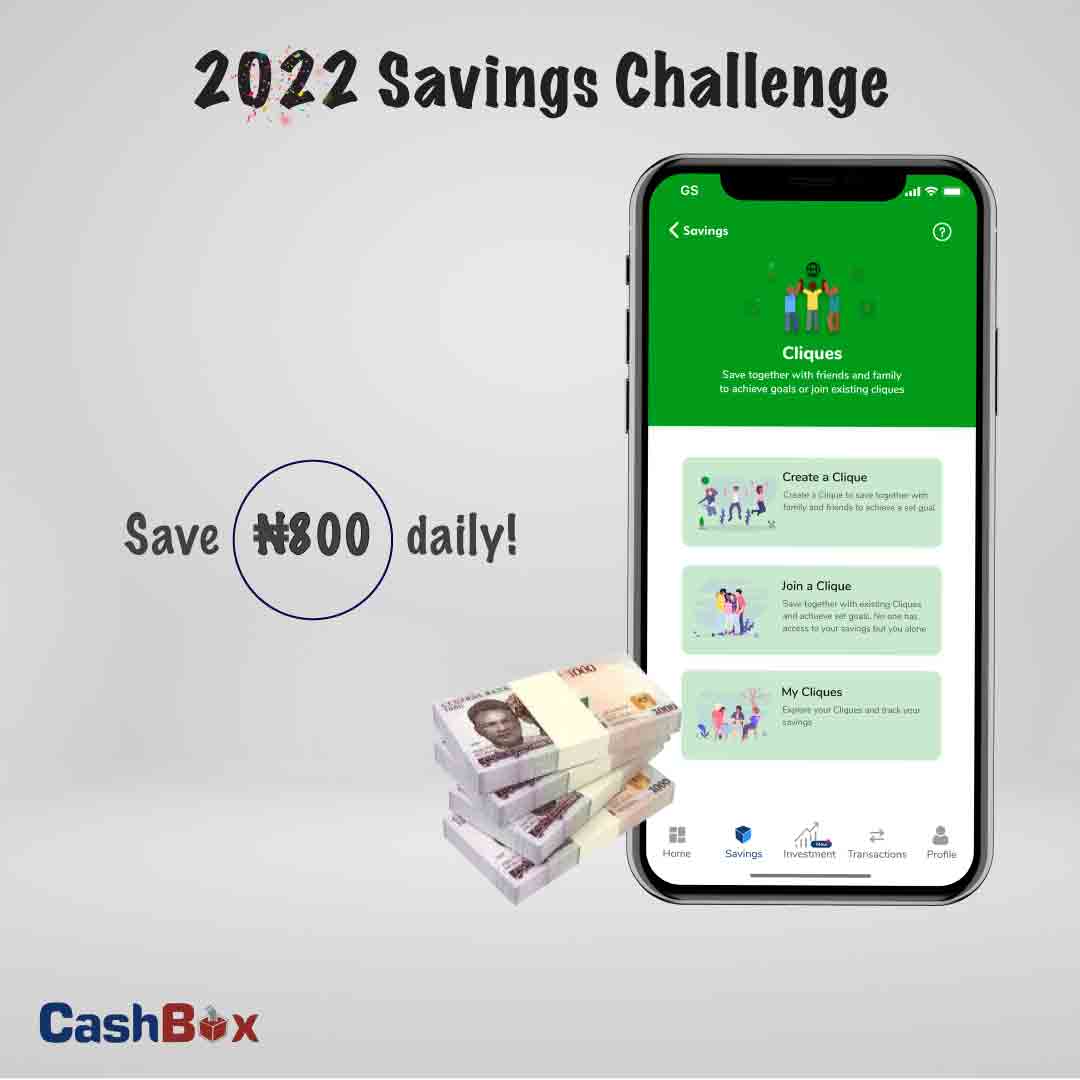 2022 Savings Challenge
GS
Savings
?
Cliques
Save together with friends and family
to achieve goals or join existing cliques
Create a Clique
Create a Clique to save together with
family and friends to achieve a set goal
Join a Clique
Save together with existing Cliques
and achieve set goals. No one has
access to your savings but you alone
My Cliques
Explore your Cliques and track your
savings
Home
Savings
New
Investment
Transactions
Profile
Save ₦800 daily!
1000
1000
1000
CashBox